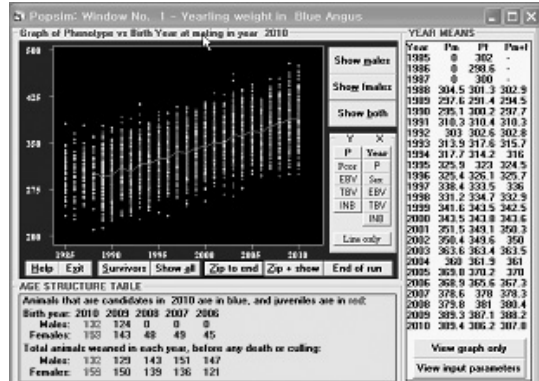 Popsim: Window No. 1 - Yearling weight in Blue Angus
Graph of Phenotype vs Birth Year at mating in year 2010
500
425
350
275
200
1985 1990 1995 2000 2005 2010
Show males
Show fmales
Show both
Y X
P Year
Pcor P
EBV Sex
TBV EBV
INB TBV
INB
Line only
Help Exit Survivors Show all Zip to end Zip + show End of run
AGE STRUCTURE TABLE
Animals that are candidates in 2010 are in blue, and juveniles are in red:
Birth year: 2010 2009 2008 2007 2006
Males: 132 124 0 0 0
Females: 143 48 49 45
Total animals weaned in each year, before any death or culling:
Males: 132 129 143 151 147
Females: 150 139 136 121
YEAR MEANS
Year Pm Pf Pm+f
1985 0 302 -
1986 0 298.6 -
1987 0 300 -
1988 304.5 301.3 302.9
1989 297.6 291.4 294.5
1990 295.1 300.2 297.7
1991 310.3 310.4 310.3
1992 303 302.6 302.8
1993 313.9 317.6 315.7
1994 317.7 314.2 316
1995 325.9 323 324.5
1996 325.4 326.1 325.7
1997 338.4 333.5 336
1998 331.2 334.7 332.9
1999 341.6 343.5 342.5
2000 343.5 343.8 343.6
2001 351.5 349.1 350.3
2002 350.4 349.6 350
2003 363.6 363.4 363.5
2004 360 361.9 361
2005 369.8 370.2 370
2006 368.9 365.6 367.3
2007 378.6 378 378.3
2008 379.8 381 380.4
2009 389.3 387.1 388.2
2010 389.4 386.2 387.8
View graph only
View input parameters